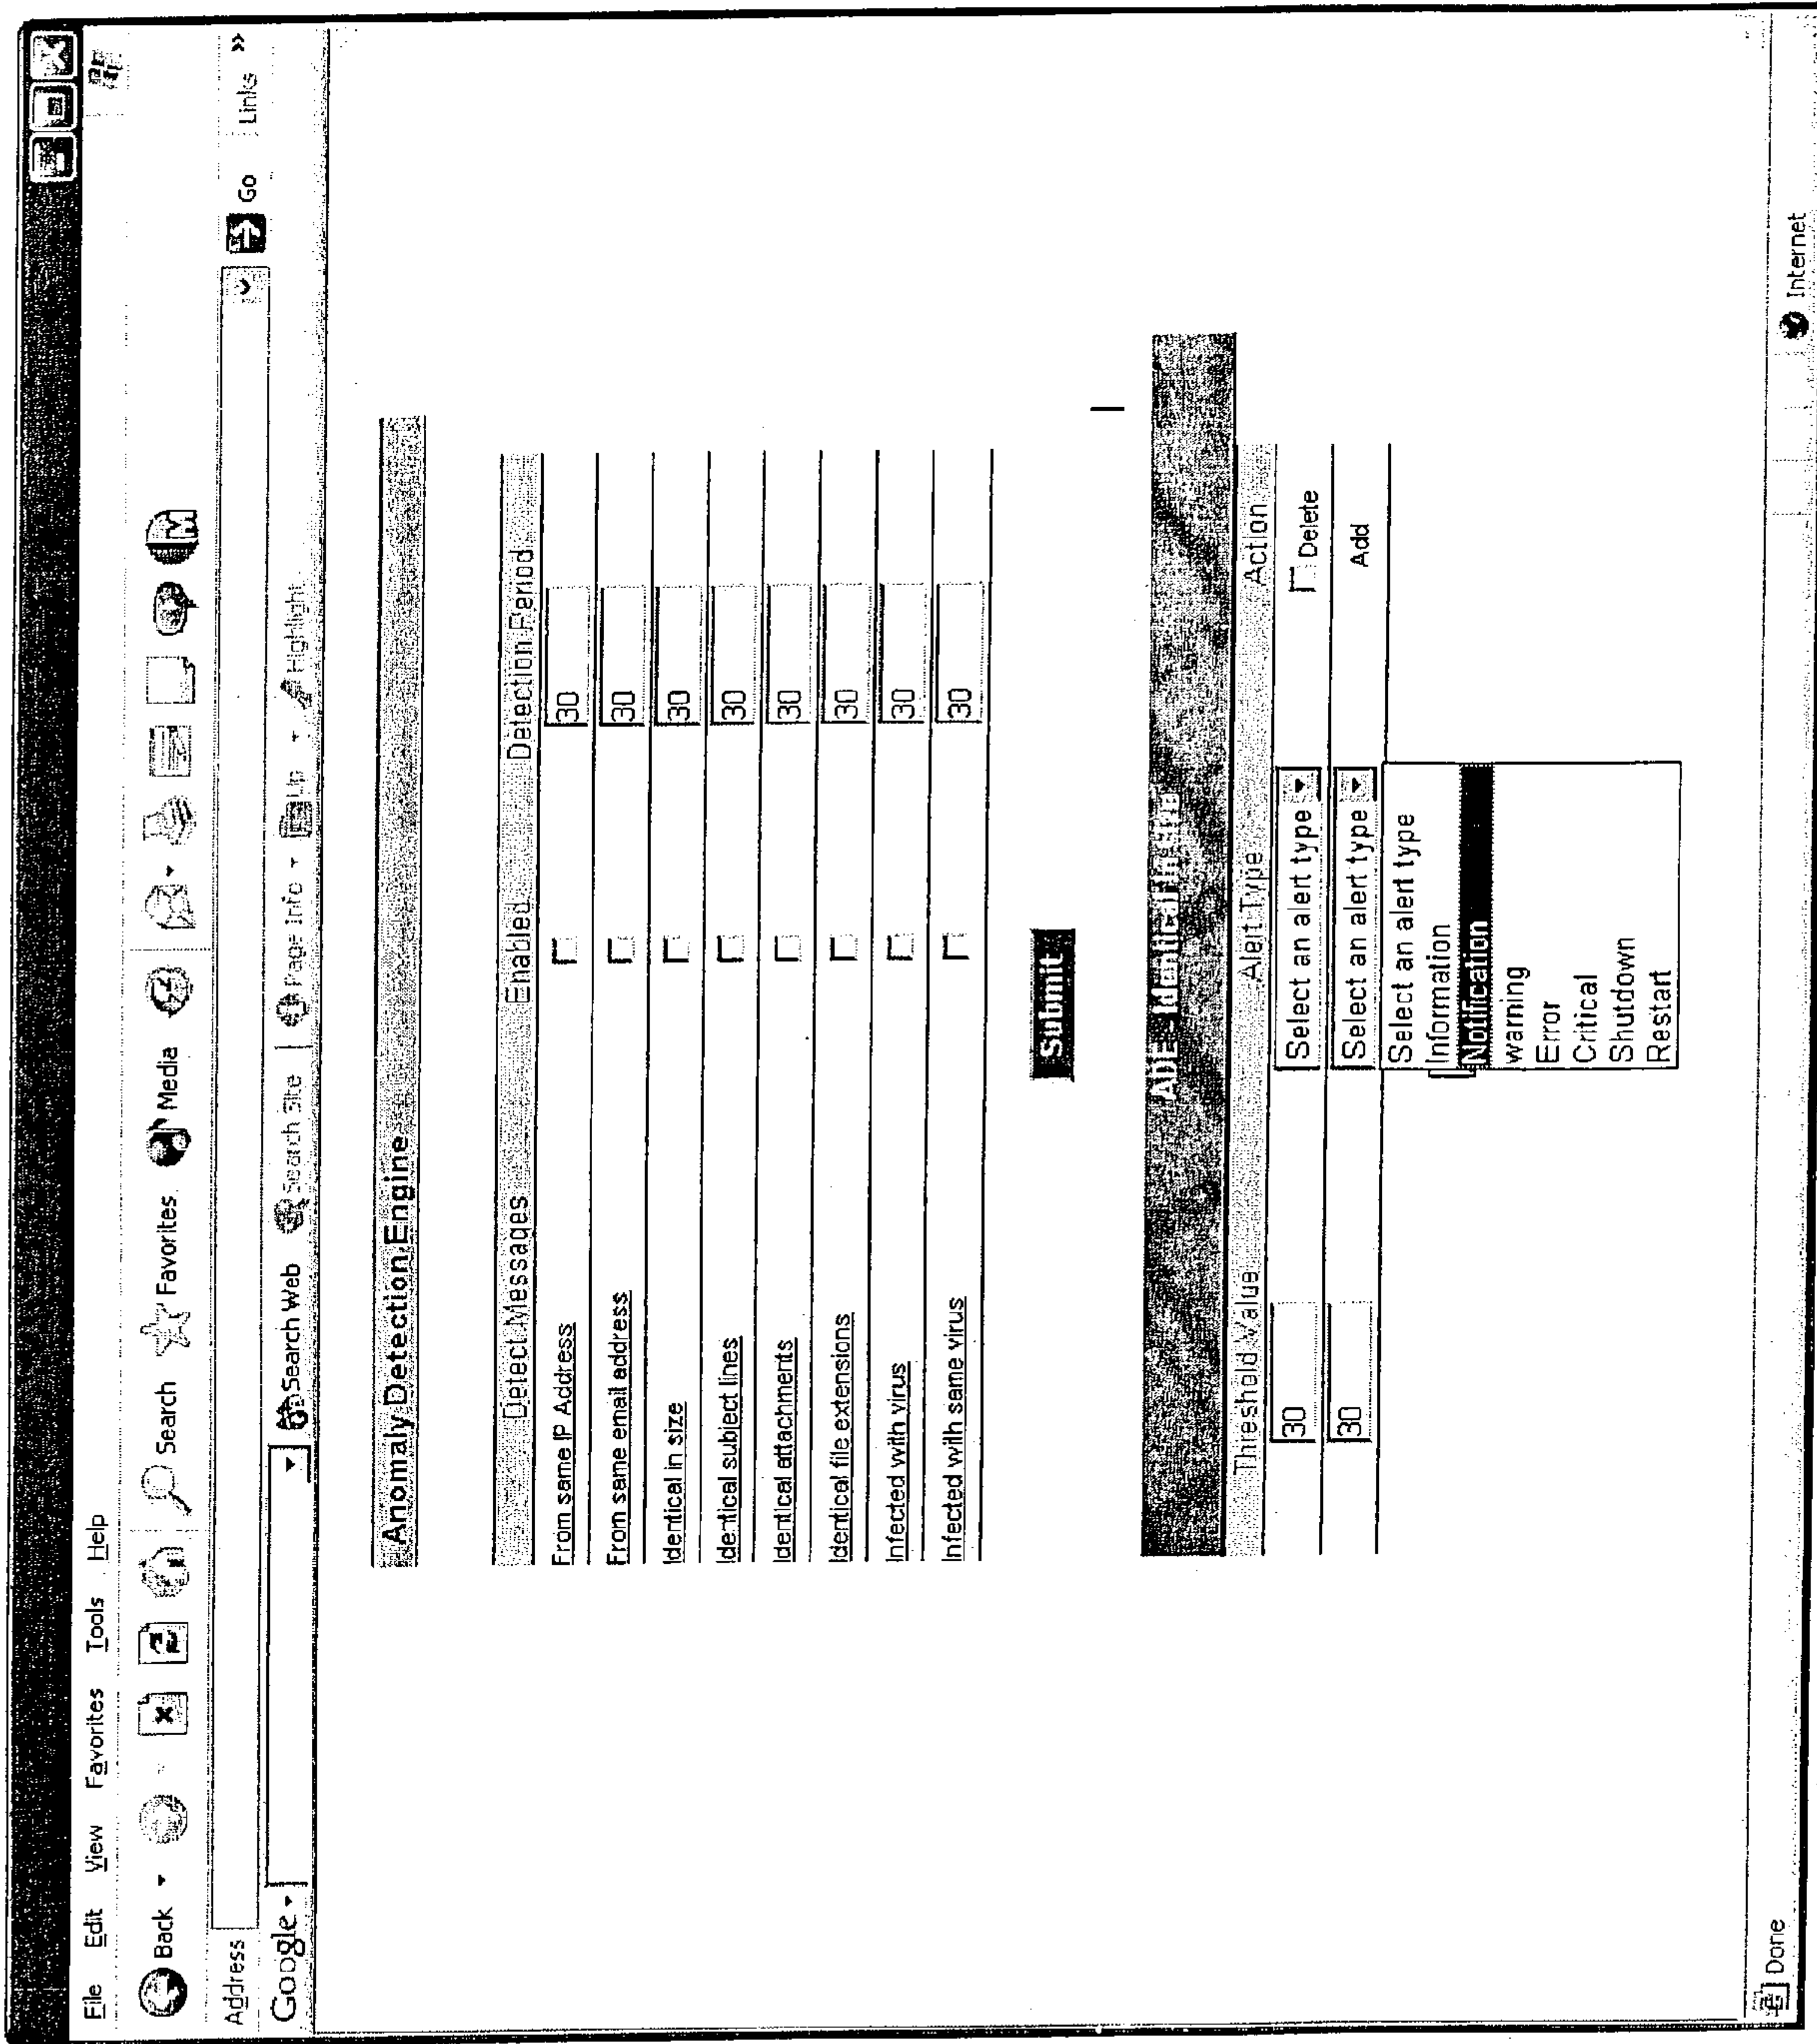 File Edit View Favorites Tools Help
Back Search Favorites Media
Address Go Links »
Google Search Web Search Site Page Info Up Highlight
Anomaly Detection Engine
Detect Messages Enabled Detection Period
From same IP Address 30
From same email address 30
Identical in size 30
Identical subject lines 30
Identical attachments 30
Identical file extensions 30
Infected with virus 30
Infected with same virus 30
Submit
ADE - Identical
Threshold Value Alert Type Action
30 Select an alert type Delete
30 Select an alert type Add
Select an alert type
Information
Notification
warning
Error
Critical
Shutdown
Restart
Done Internet